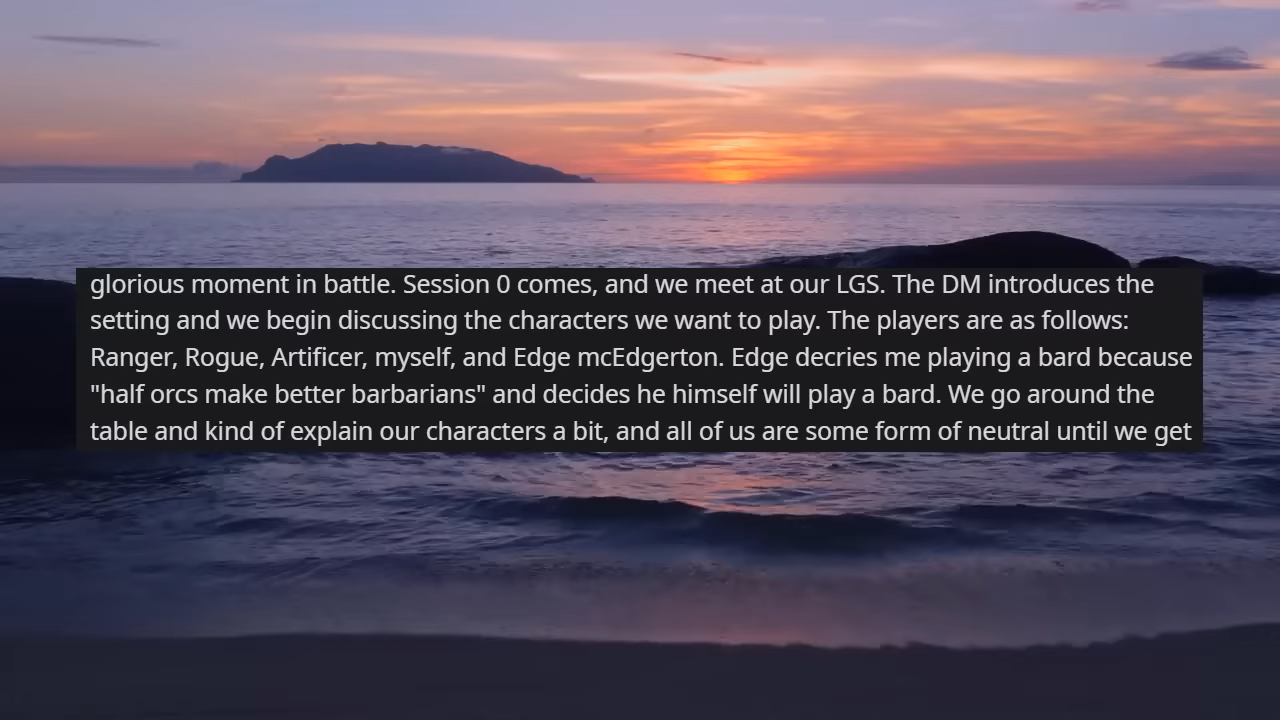 glorious moment in battle. Session 0 comes, and we meet at our LGS. The DM introduces the
setting and we begin discussing the characters we want to play. The players are as follows:
Ranger, Rogue, Artificer, myself, and Edge mcEdgerton. Edge decries me playing a bard because
"half orcs make better barbarians" and decides he himself will play a bard. We go around the
table and kind of explain our characters a bit, and all of us are some form of neutral until we get